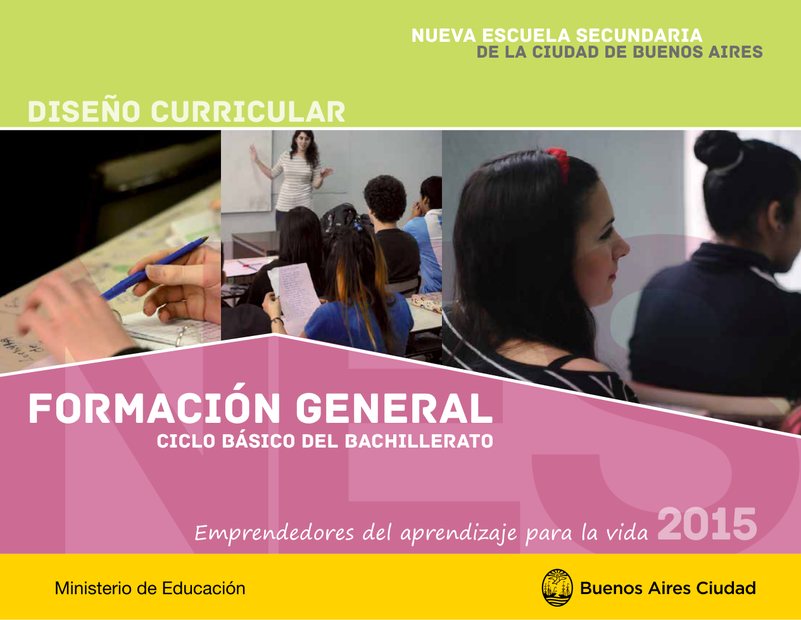 NUEVA ESCUELA SECUNDARIA
DE LA CIUDAD DE BUENOS AIRES
DISEÑO CURRICULAR
NES
FORMACIÓN GENERAL
CICLO BÁSICO DEL BACHILLERATO
Emprendedores del aprendizaje para la vida 2015
Ministerio de Educación
Buenos Aires Ciudad